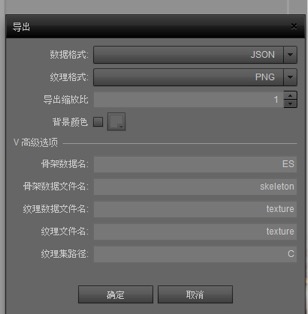 导出
数据格式: JSON
纹理格式: PNG
导出缩放比 1
背景颜色
V 高级选项
骨架数据名: ES
骨架数据文件名: skeleton
纹理数据文件名: texture
纹理文件名: texture
纹理集路径: C
确定 取消